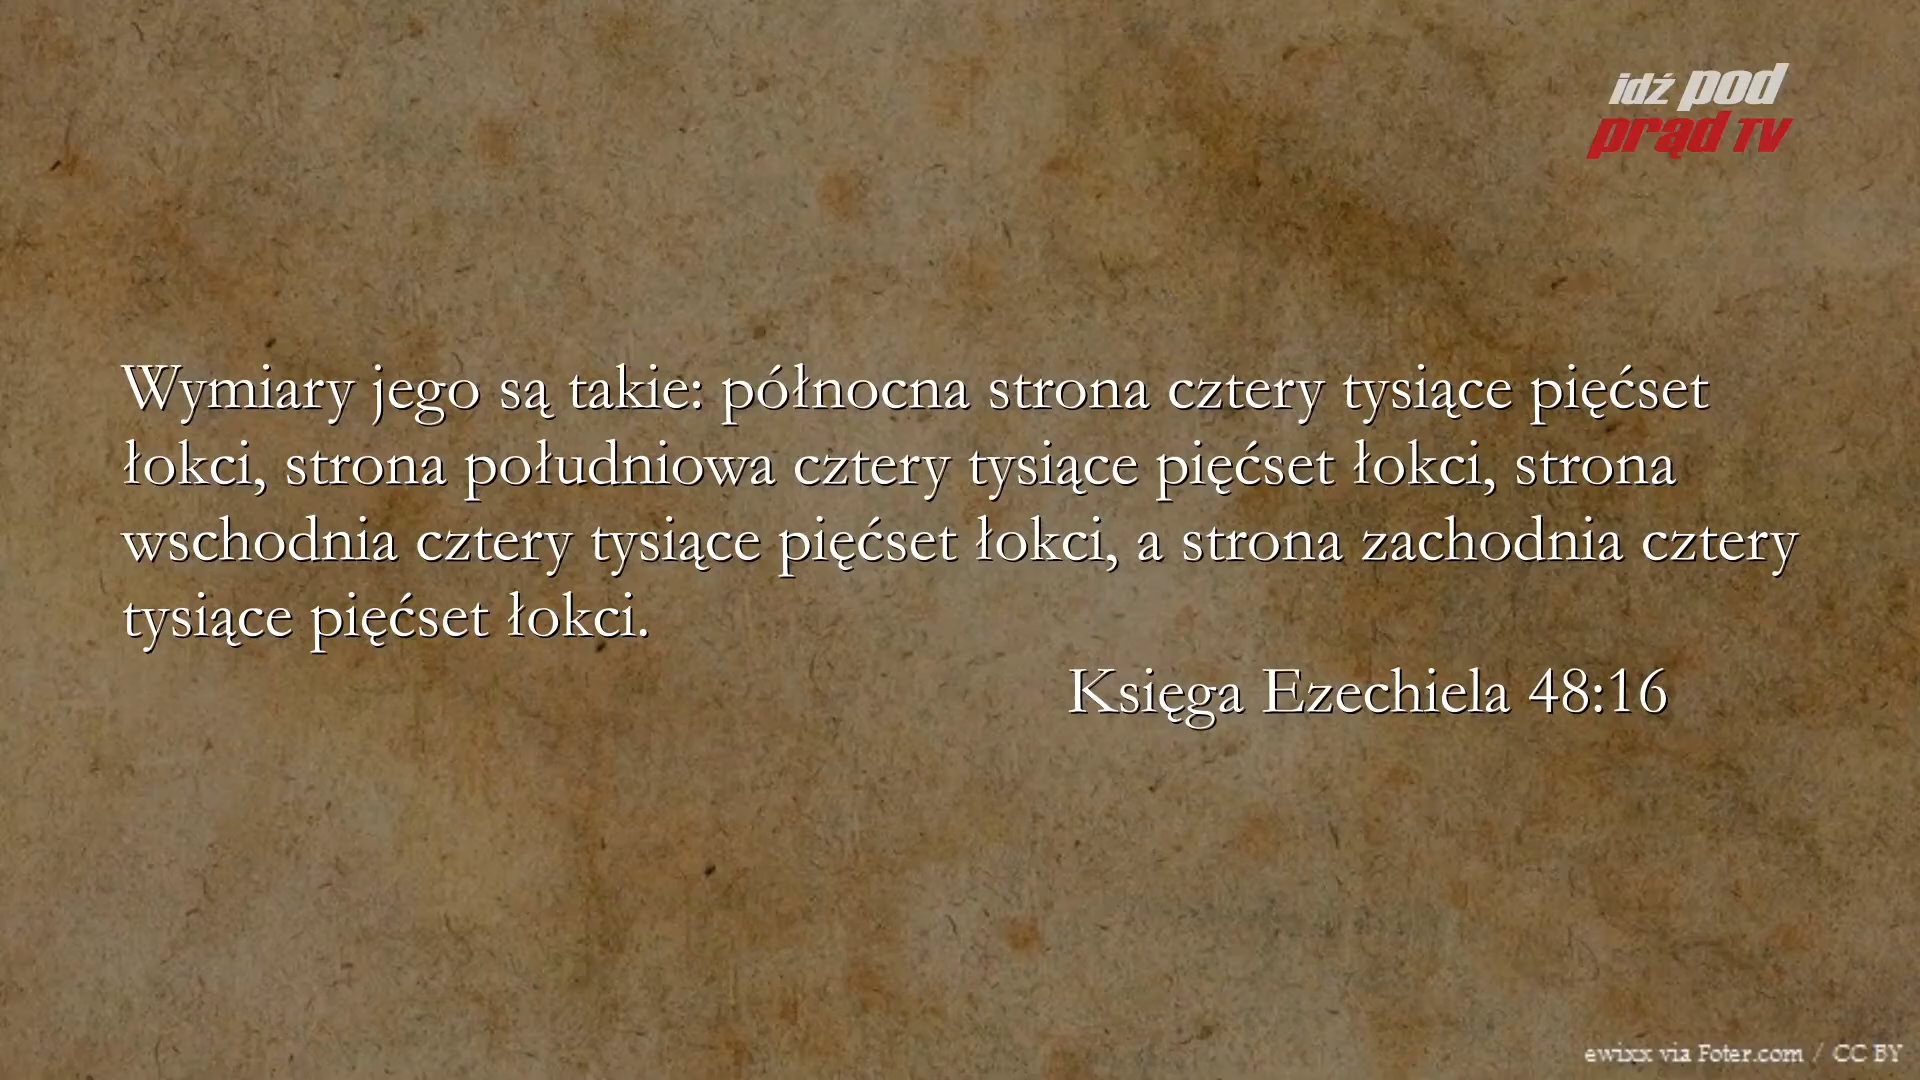 idź pod
prąd TV
Wymiary jego są takie: północna strona cztery tysiące pięćset
łokci, strona południowa cztery tysiące pięćset łokci, strona
wschodnia cztery tysiące pięćset łokci, a strona zachodnia cztery
tysiące pięćset łokci.
Księga Ezechiela 48:16
ewixx via Foter.com / CC BY